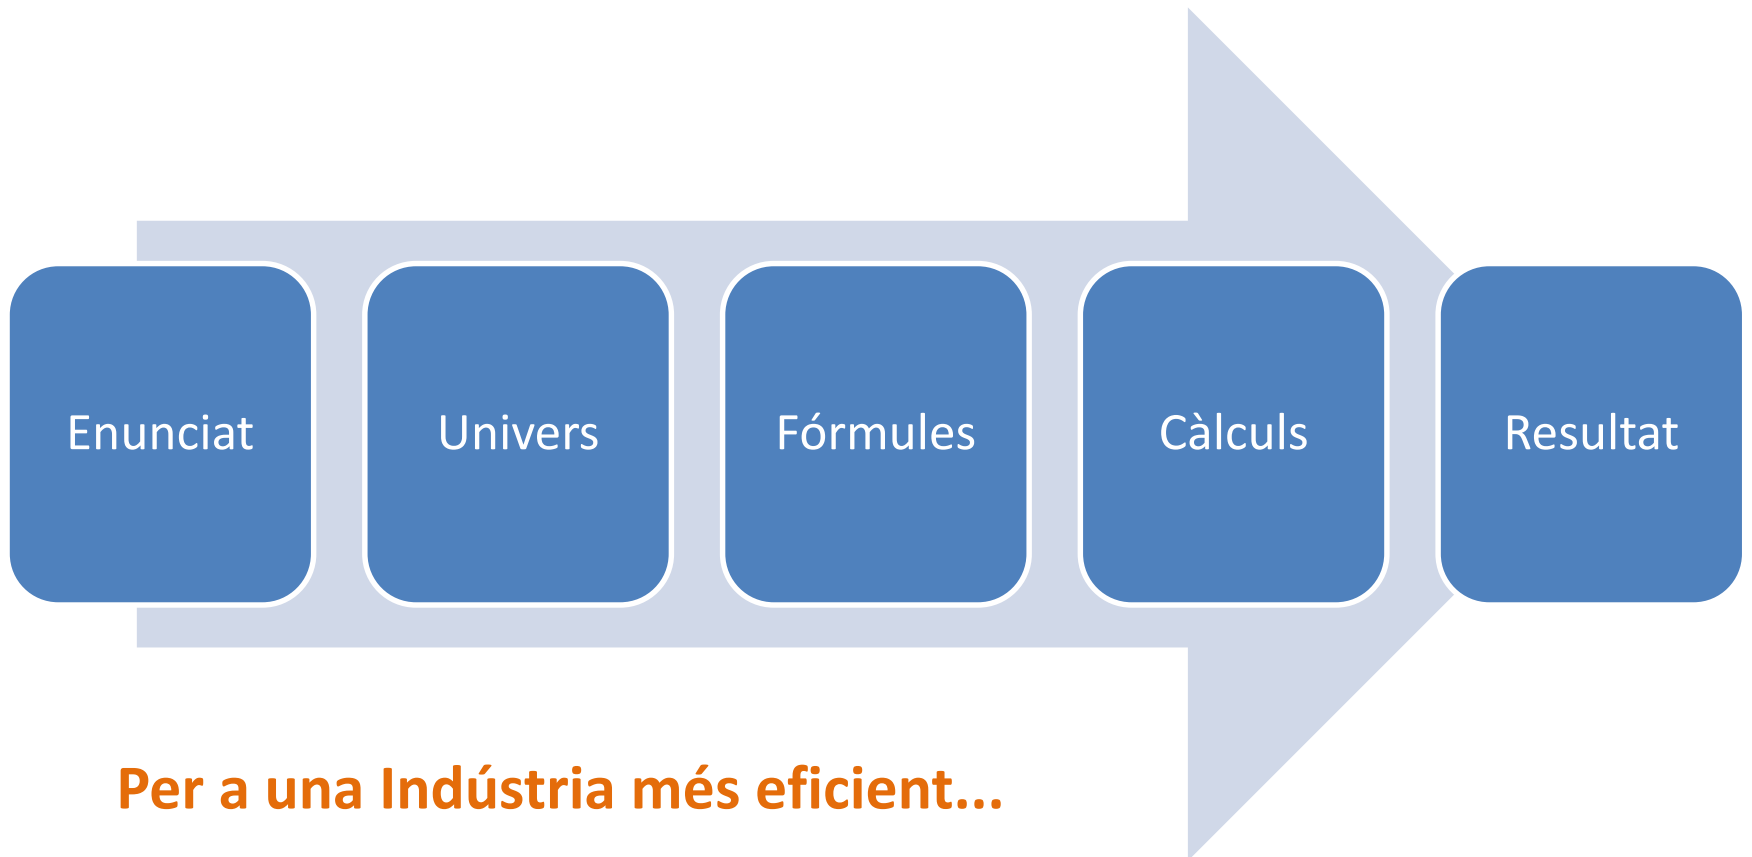 Enunciat
Univers
Fórmules
Càlculs
Resultat
Per a una Indústria més eficient...